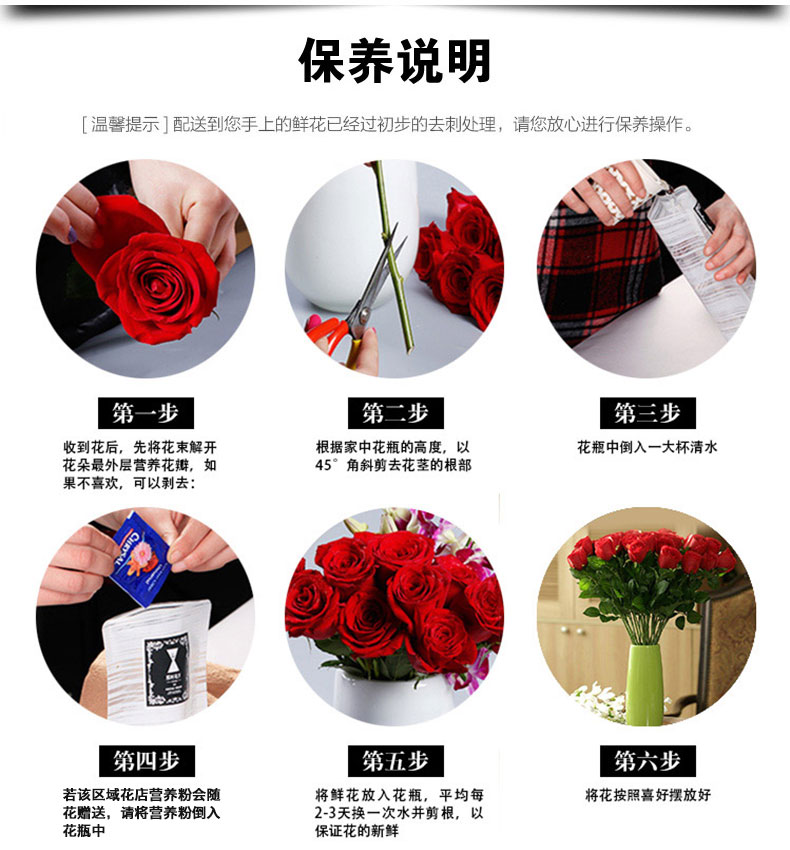 保养说明
[ 温馨提示 ] 配送到您手上的鲜花已经过初步的去刺处理，请您放心进行保养操作。
第一步
收到花后，先将花束解开
花朵最外层营养花瓣，如
果不喜欢，可以剥去：
第二步
根据家中花瓶的高度，以
45°角斜剪去花茎的根部
第三步
花瓶中倒入一大杯清水
CHRYSAL
第四步
若该区域花店营养粉会随
花赠送，请将营养粉倒入
花瓶中
第五步
将鲜花放入花瓶，平均每
2-3天换一次水并剪根，以
保证花的新鲜
第六步
将花按照喜好摆放好